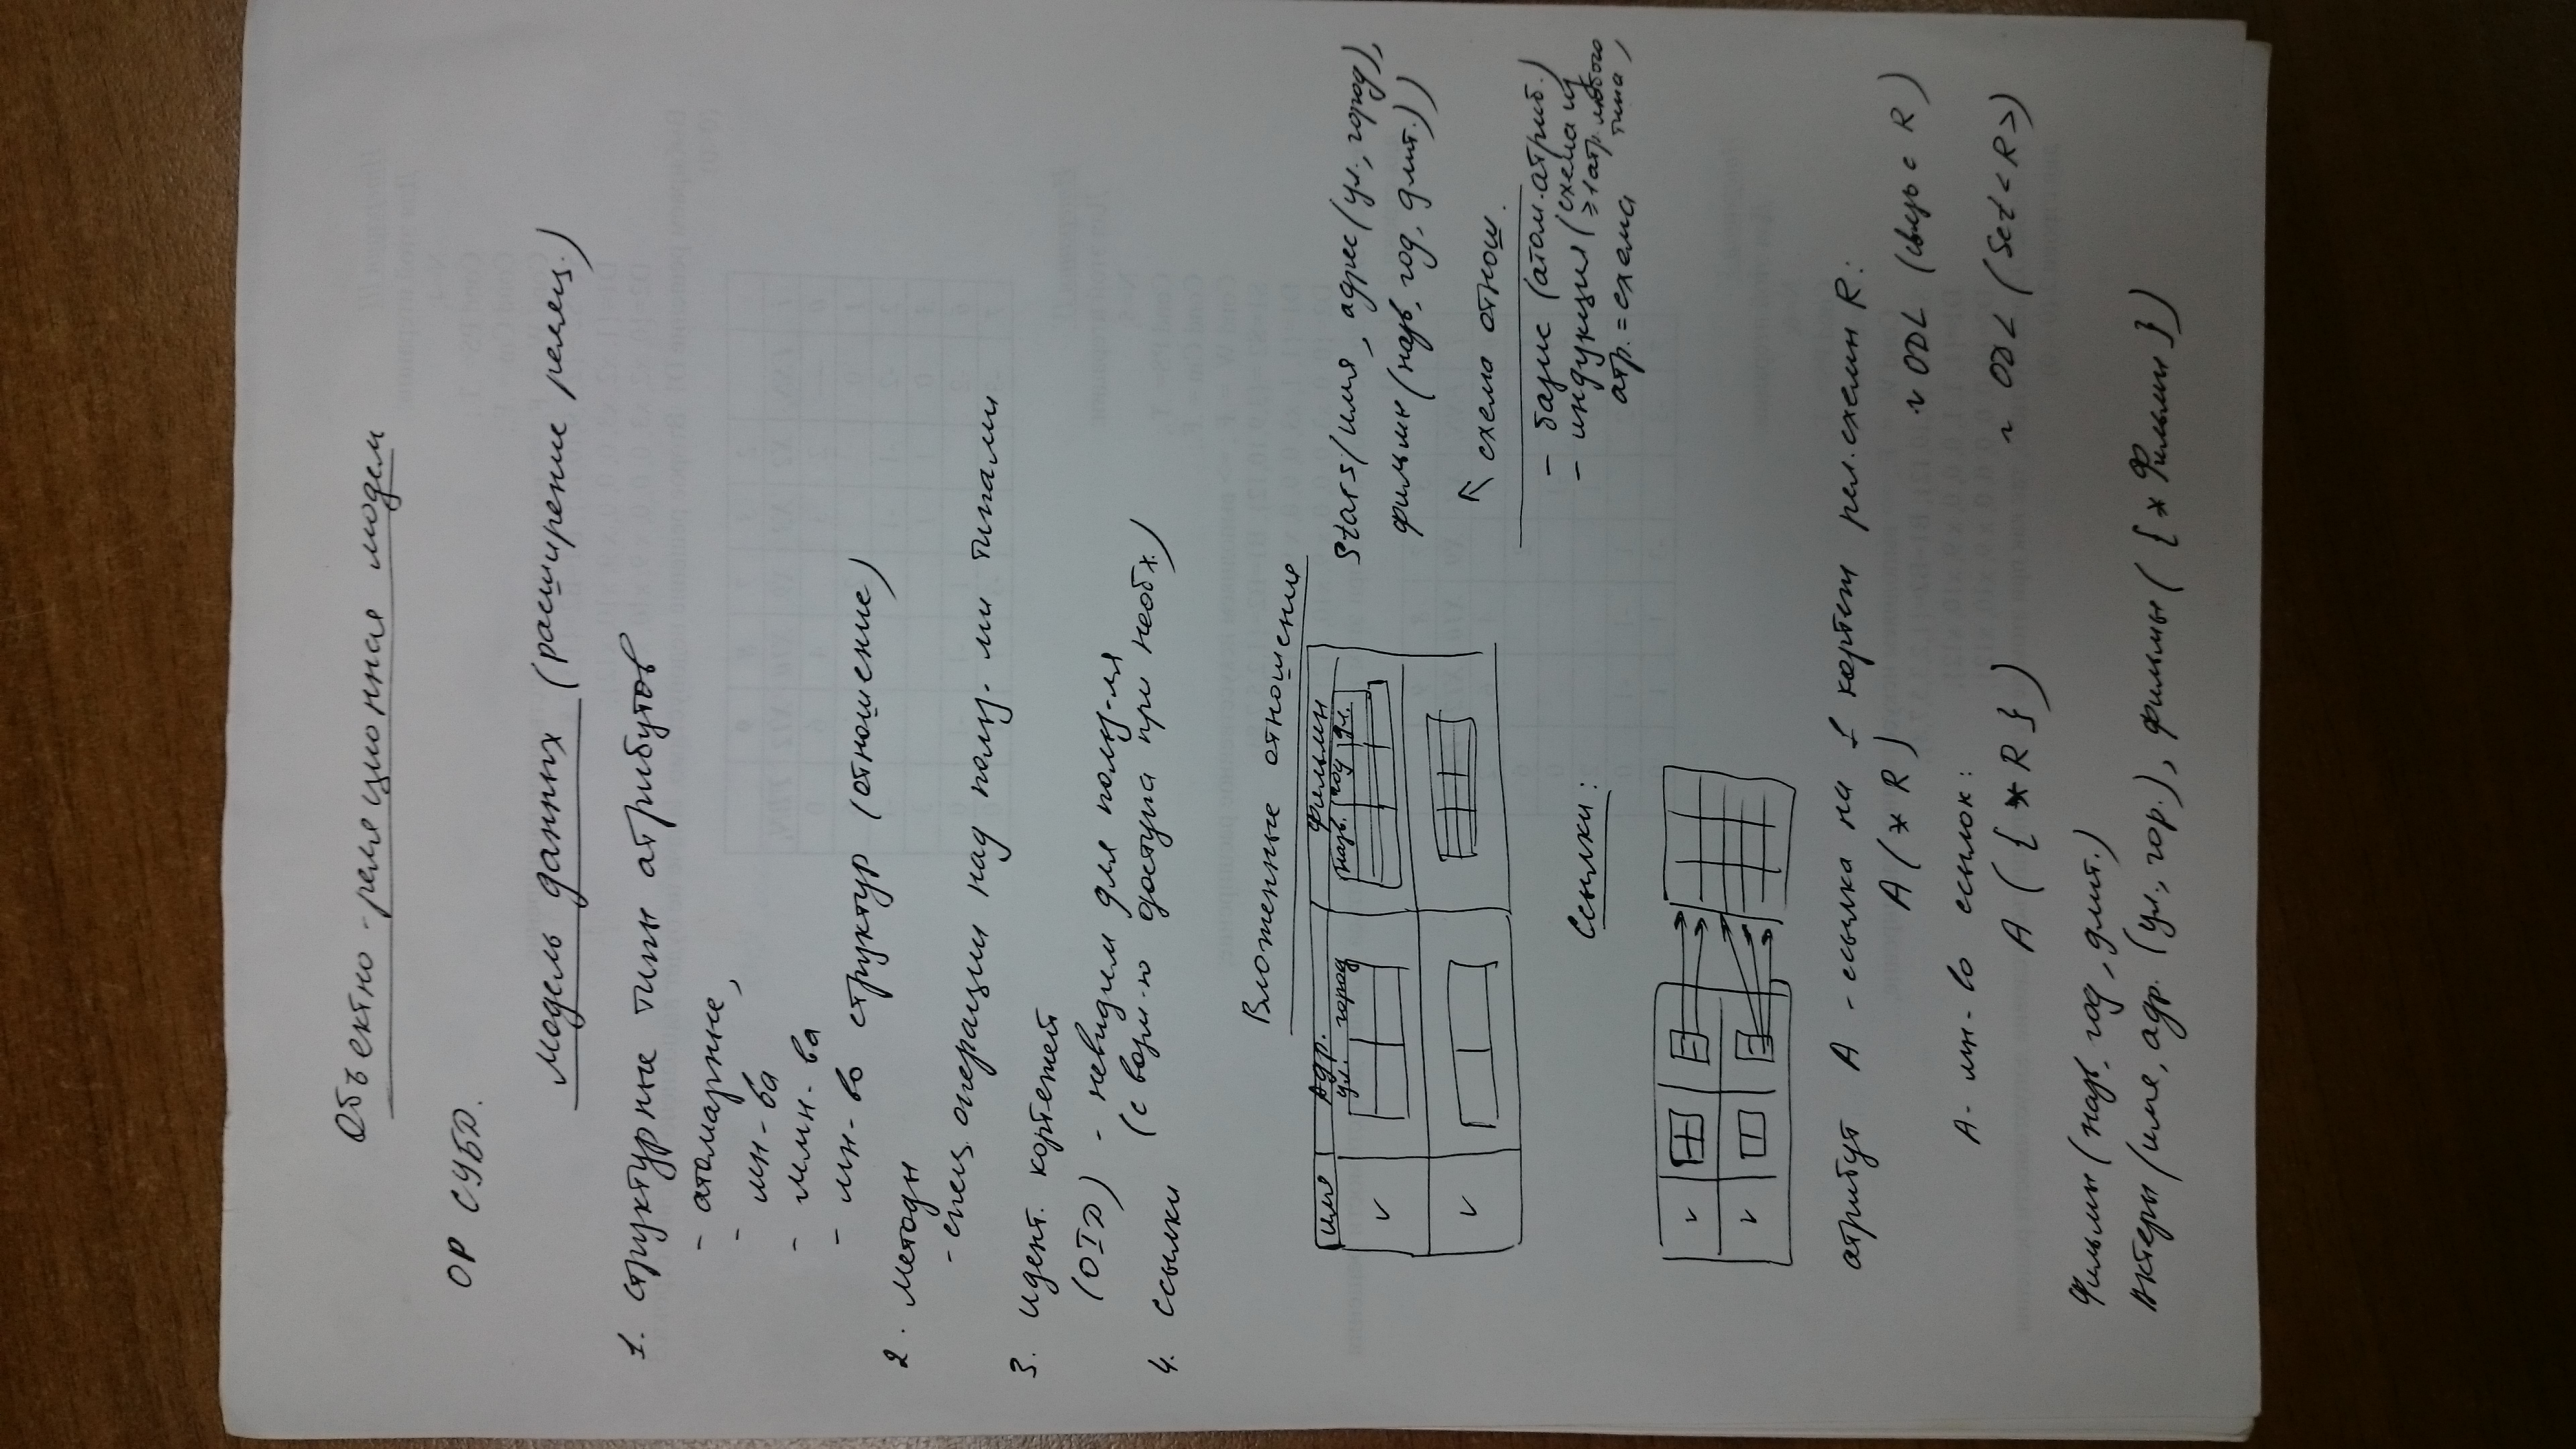 Объектно-реляционная модель
ОР СУБД.
Модель данных (расширение реляц.)
1. Структурные типы атрибутов
- атомарные,
- мн-ва
- ммн-ва
- мн-во структур (отношение)
2. Методы
- спец. операции над польз-ми типами
3. Идент. кортежей
(OID) - невидим для польз-ля
(с возм-ю доступа при необх.)
4. Ссылки
Вложенные отношение
имя Адр. Фильмы
ул. город назв. год дл.
Stars(имя, адрес(ул., город),
фильмы(назв, год, длит.))
↖ схема отнош.
- базис (атом. атриб.)
- индукция (схема из
≥1 атр. любого
типа)
атр. = схема
Ссылки:
атрибут A - ссылка на 1 кортеж рел. схемы R:
A(*R)
~ ODL (связь с R)
A - мн-во ссылок:
A({*R})
~ ODL (Set<R>)
Фильмы(назв, год, длит.)
Актеры(имя, адр.(ул., гор.), фильмы({*Фильмы})